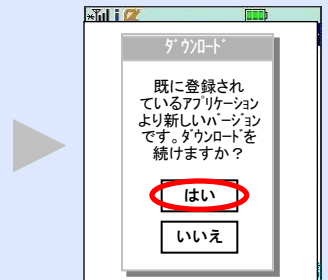 ﾀﾞｳﾝﾛｰﾄﾞ
既に登録され
ているｱﾌﾟﾘｹｰｼｮﾝ
より新しいﾊﾞｰｼﾞｮﾝ
です｡ﾀﾞｳﾝﾛｰﾄﾞを
続けますか？
はい
いいえ